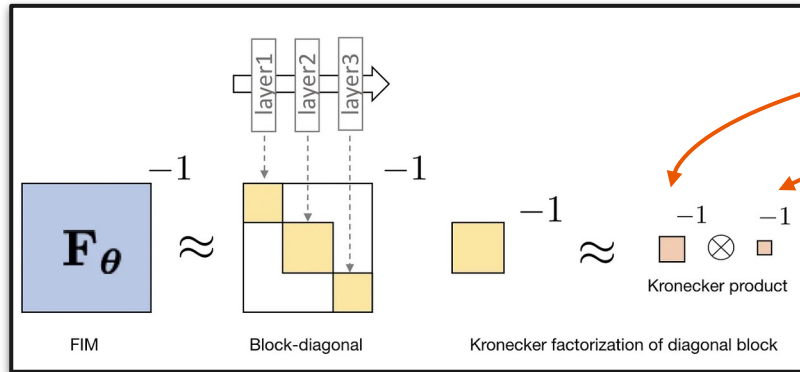 layer1
layer2
layer3
F_θ^{-1} ≈ ^{-1}
^{-1} ≈ ^{-1} ⊗ ^{-1}
Kronecker product
FIM
Block-diagonal
Kronecker factorization of diagonal block